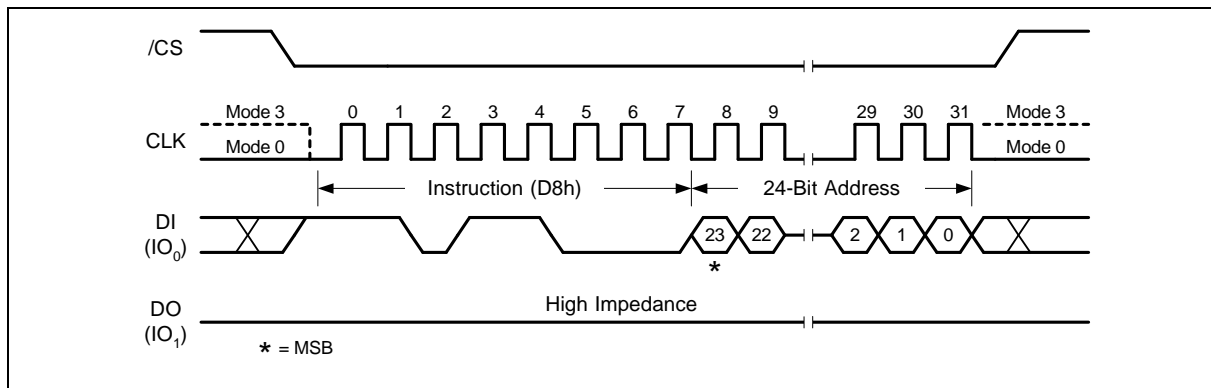 /CS
Mode 3 0 1 2 3 4 5 6 7 8 9 29 30 31 Mode 3
CLK Mode 0 Mode 0
Instruction (D8h) 24-Bit Address
DI
(IO0) 23 22 2 1 0
*
High Impedance
DO
(IO1)
* = MSB